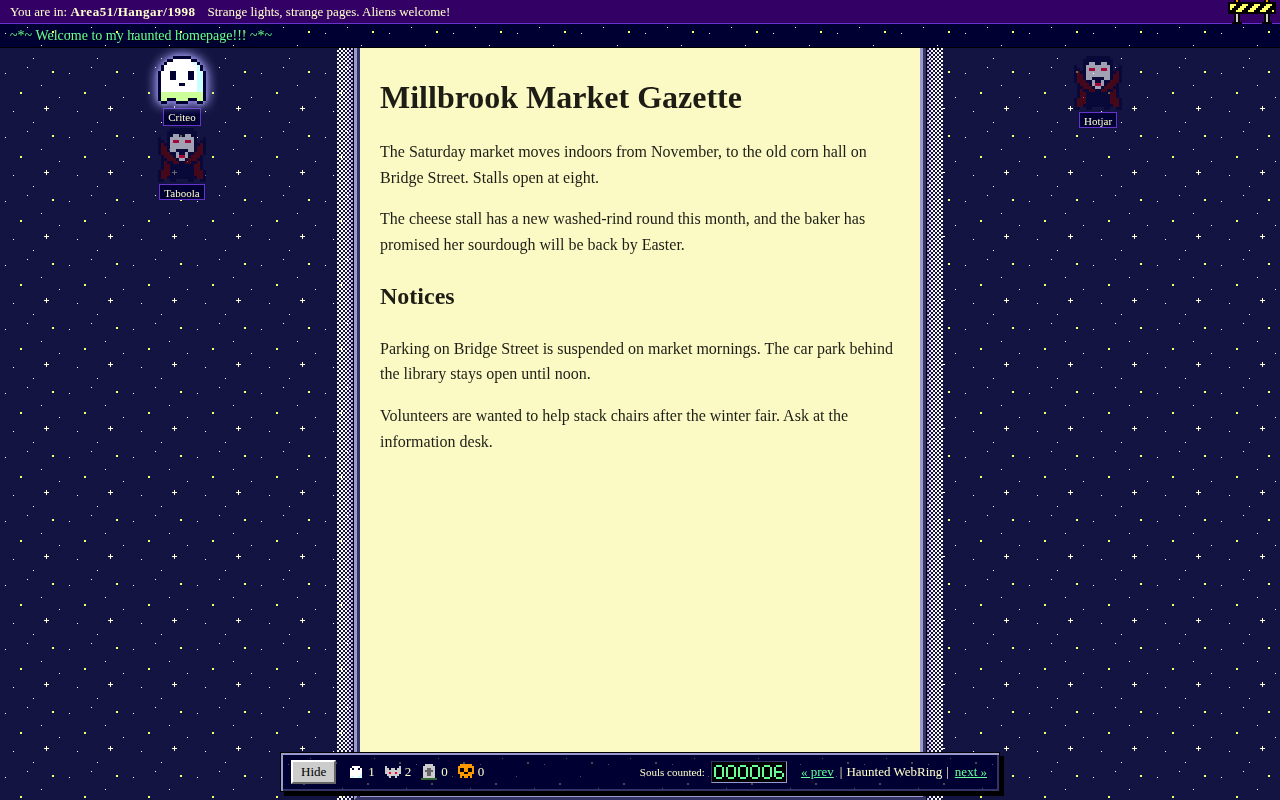 You are in: Area51/Hangar/1998 Strange lights, strange pages. Aliens welcome!
~*~ Welcome to my haunted homepage!!! ~*~
Criteo
Taboola
Hotjar
Millbrook Market Gazette
The Saturday market moves indoors from November, to the old corn hall on
Bridge Street. Stalls open at eight.
The cheese stall has a new washed-rind round this month, and the baker has
promised her sourdough will be back by Easter.
Notices
Parking on Bridge Street is suspended on market mornings. The car park behind
the library stays open until noon.
Volunteers are wanted to help stack chairs after the winter fair. Ask at the
information desk.
Hide 1 2 0 0 Souls counted: 000006 « prev | Haunted WebRing | next »